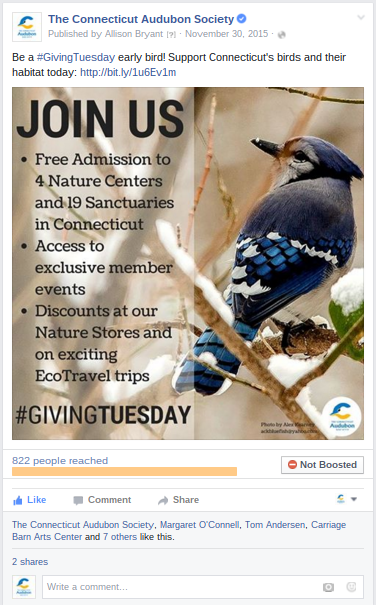 The Connecticut Audubon Society
Published by Allison Bryant [?] · November 30, 2015 ·
Be a #GivingTuesday early bird! Support Connecticut's birds and their
habitat today: http://bit.ly/1u6Ev1m
JOIN US
• Free Admission to
4 Nature Centers
and 19 Sanctuaries
in Connecticut
• Access to
exclusive member
events
• Discounts at our
Nature Stores and
on exciting
EcoTravel trips
#GIVINGTUESDAY
Photo by Alex
Audubon
822 people reached
Not Boosted
Like Comment Share
The Connecticut Audubon Society, Margaret O'Connell, Tom Andersen, Carriage
Barn Arts Center and 7 others like this.
2 shares
Write a comment...